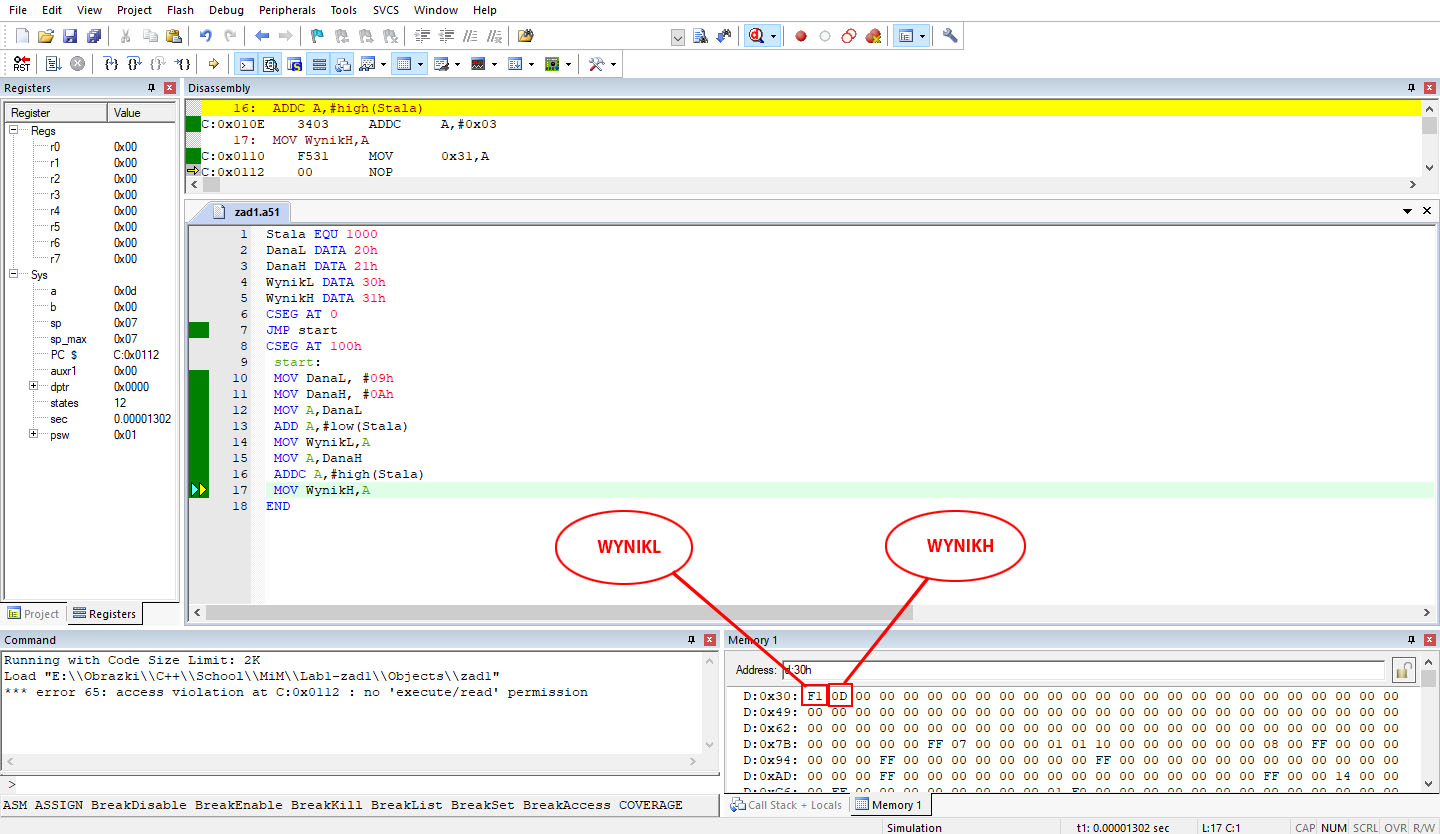 File Edit View Project Flash Debug Peripherals Tools SVCS Window Help
RST
Registers
Register Value
Regs
r0 0x00
r1 0x00
r2 0x00
r3 0x00
r4 0x00
r5 0x00
r6 0x00
r7 0x00
Sys
a 0x0d
b 0x00
sp 0x07
sp_max 0x07
PC $ C:0x0112
auxr1 0x00
dptr 0x0000
states 12
sec 0.00001302
psw 0x01
Project Registers
Disassembly
16: ADDC A,#high(Stala)
C:0x010E 3403 ADDC A,#0x03
17: MOV WynikH,A
C:0x0110 F531 MOV 0x31,A
C:0x0112 00 NOP
zad1.a51
1 Stala EQU 1000
2 DanaL DATA 20h
3 DanaH DATA 21h
4 WynikL DATA 30h
5 WynikH DATA 31h
6 CSEG AT 0
7 JMP start
8 CSEG AT 100h
9 start:
10 MOV DanaL, #09h
11 MOV DanaH, #0Ah
12 MOV A,DanaL
13 ADD A,#low(Stala)
14 MOV WynikL,A
15 MOV A,DanaH
16 ADDC A,#high(Stala)
17 MOV WynikH,A
18 END
WYNIKL
WYNIKH
Command
Running with Code Size Limit: 2K
Load "E:\\Obrazki\\C++\\School\\MiM\\Lab1-zad1\\Objects\\zad1"
*** error 65: access violation at C:0x0112 : no 'execute/read' permission
>
ASM ASSIGN BreakDisable BreakEnable BreakKill BreakList BreakSet BreakAccess COVERAGE
Memory 1
Address: d:30h
D:0x30: F1 0D 00 00 00 00 00 00 00 00 00 00 00 00 00 00 00 00 00 00 00 00 00 00 00
D:0x49: 00 00 00 00 00 00 00 00 00 00 00 00 00 00 00 00 00 00 00 00 00 00 00 00 00
D:0x62: 00 00 00 00 00 00 00 00 00 00 00 00 00 00 00 00 00 00 00 00 00 00 00 00 00
D:0x7B: 00 00 00 00 00 FF 07 00 00 00 01 01 10 00 00 00 00 00 00 08 00 FF 00 00 00
D:0x94: 00 00 00 FF 00 00 00 00 00 00 00 00 FF 00 00 00 00 00 00 00 00 00 00 00 00
D:0xAD: 00 00 00 FF 00 00 00 00 00 00 00 00 00 00 00 00 00 00 00 FF 00 00 14 00 00
Call Stack + Locals Memory 1
Simulation t1: 0.00001302 sec L:17 C:1 CAP NUM SCRL OVR R/W